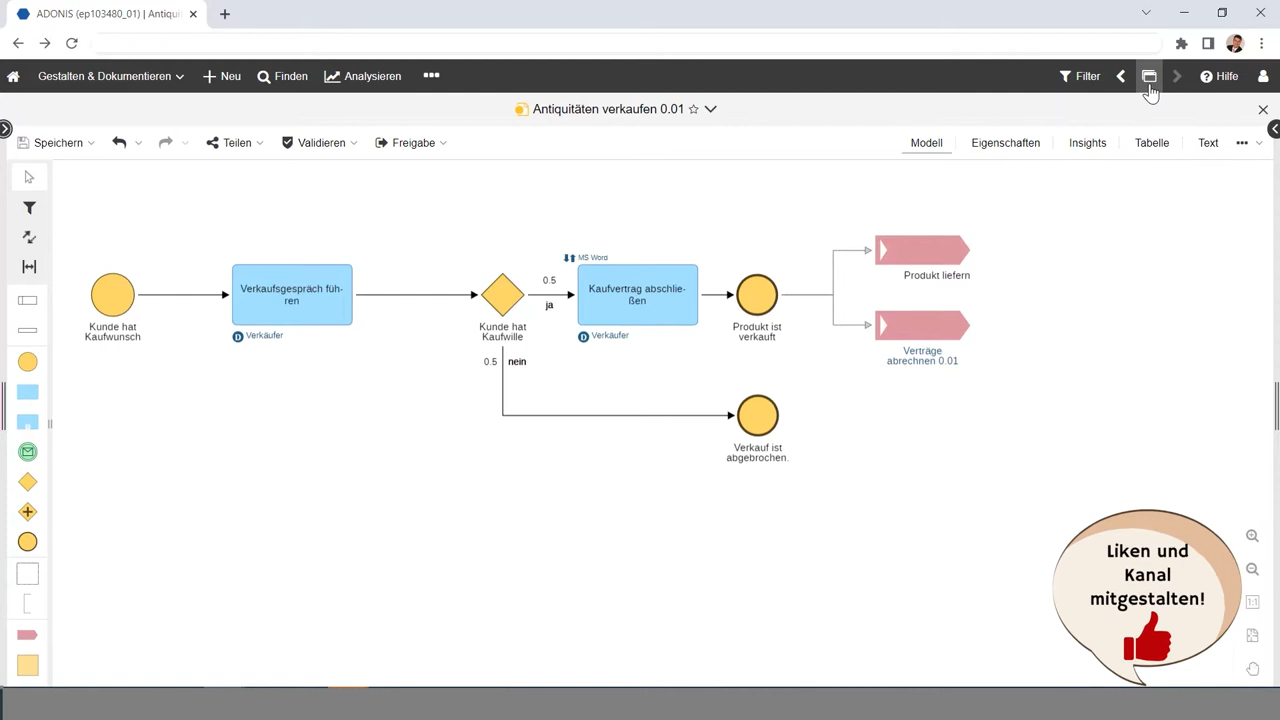 ADONIS (ep103480_01) | Antiqui
Gestalten & Dokumentieren
Neu
Finden
Analysieren
Filter
Hilfe
Antiquitäten verkaufen 0.01
Speichern
Teilen
Validieren
Freigabe
Modell
Eigenschaften
Insights
Tabelle
Text
Kunde hat
Kaufwunsch
Verkaufsgespräch füh-
ren
D Verkäufer
Kunde hat
Kaufwille
0.5
ja
0.5
nein
MS Word
Kaufvertrag abschlie-
ßen
D Verkäufer
Produkt ist
verkauft
Verkauf ist
abgebrochen.
Produkt liefern
Verträge
abrechnen 0.01
Liken und
Kanal
mitgestalten!
1:1